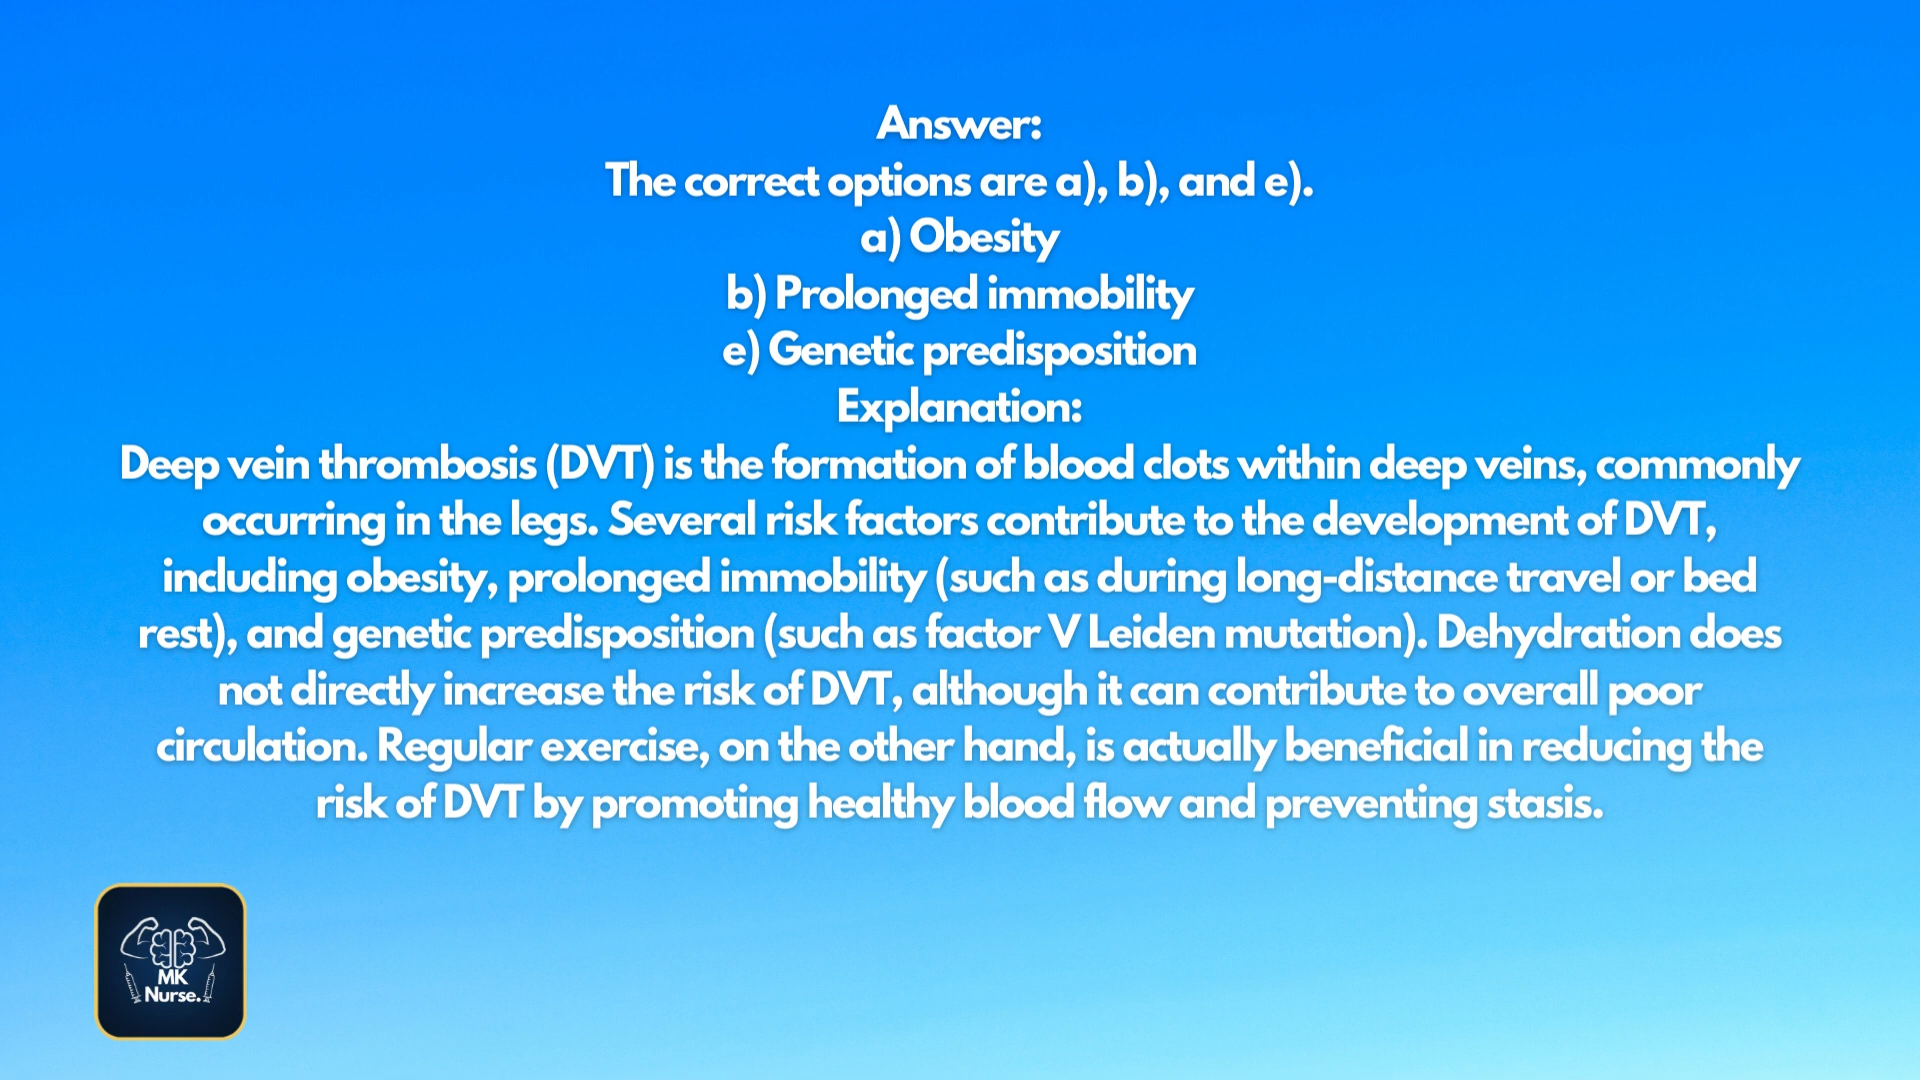 Answer:
The correct options are a), b), and e).
a) Obesity
b) Prolonged immobility
e) Genetic predisposition
Explanation:
Deep vein thrombosis (DVT) is the formation of blood clots within deep veins, commonly
occurring in the legs. Several risk factors contribute to the development of DVT,
including obesity, prolonged immobility (such as during long-distance travel or bed
rest), and genetic predisposition (such as factor V Leiden mutation). Dehydration does
not directly increase the risk of DVT, although it can contribute to overall poor
circulation. Regular exercise, on the other hand, is actually beneficial in reducing the
risk of DVT by promoting healthy blood flow and preventing stasis.
MK
Nurse.